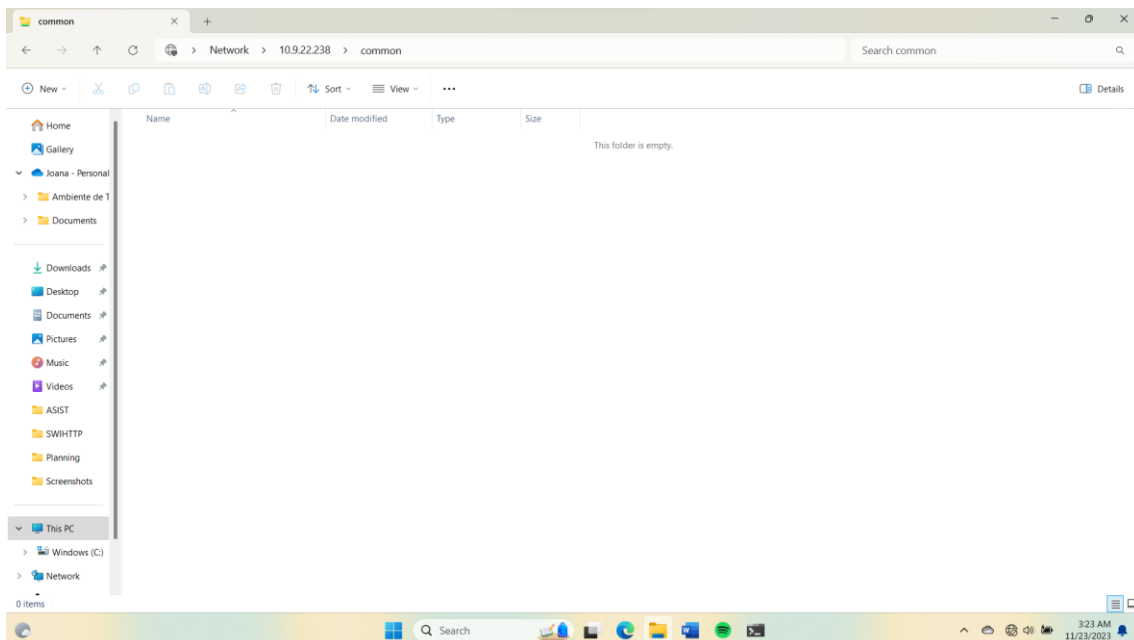 common
Network > 10.9.22.238 > common
Search common
New
Sort
View
Details
Name Date modified Type Size
This folder is empty.
Home
Gallery
Joana - Personal
Ambiente de T
Documents
Downloads
Desktop
Documents
Pictures
Music
Videos
ASIST
SWIHTTP
Planning
Screenshots
This PC
Windows (C:)
Network
0 items
Search
3:23 AM
11/23/2023